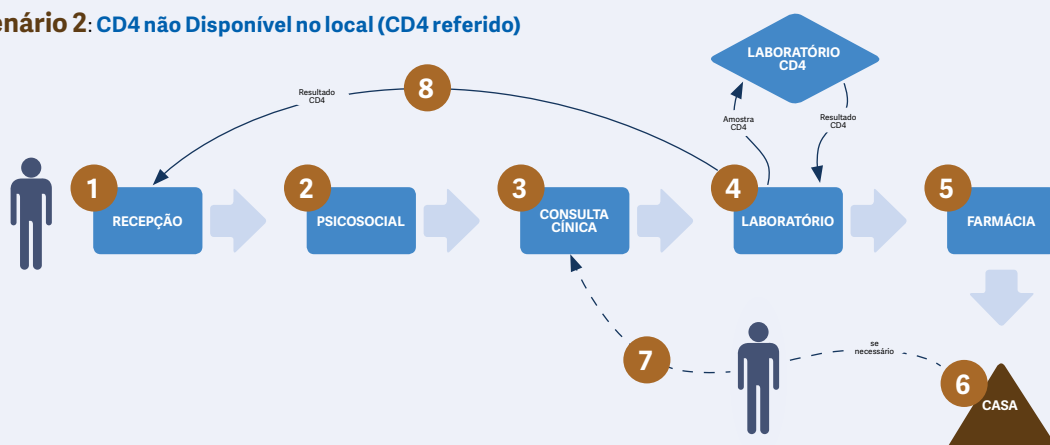 enário 2: CD4 não Disponível no local (CD4 referido)
LABORATÓRIO
CD4
8
Resultado
CD4
Amostra
CD4
Resultado
CD4
1
RECEPÇÃO
2
PSICOSOCIAL
3
CONSULTA
CÍNICA
4
LABORATÓRIO
5
FARMÁCIA
7
se
necessário
6
CASA